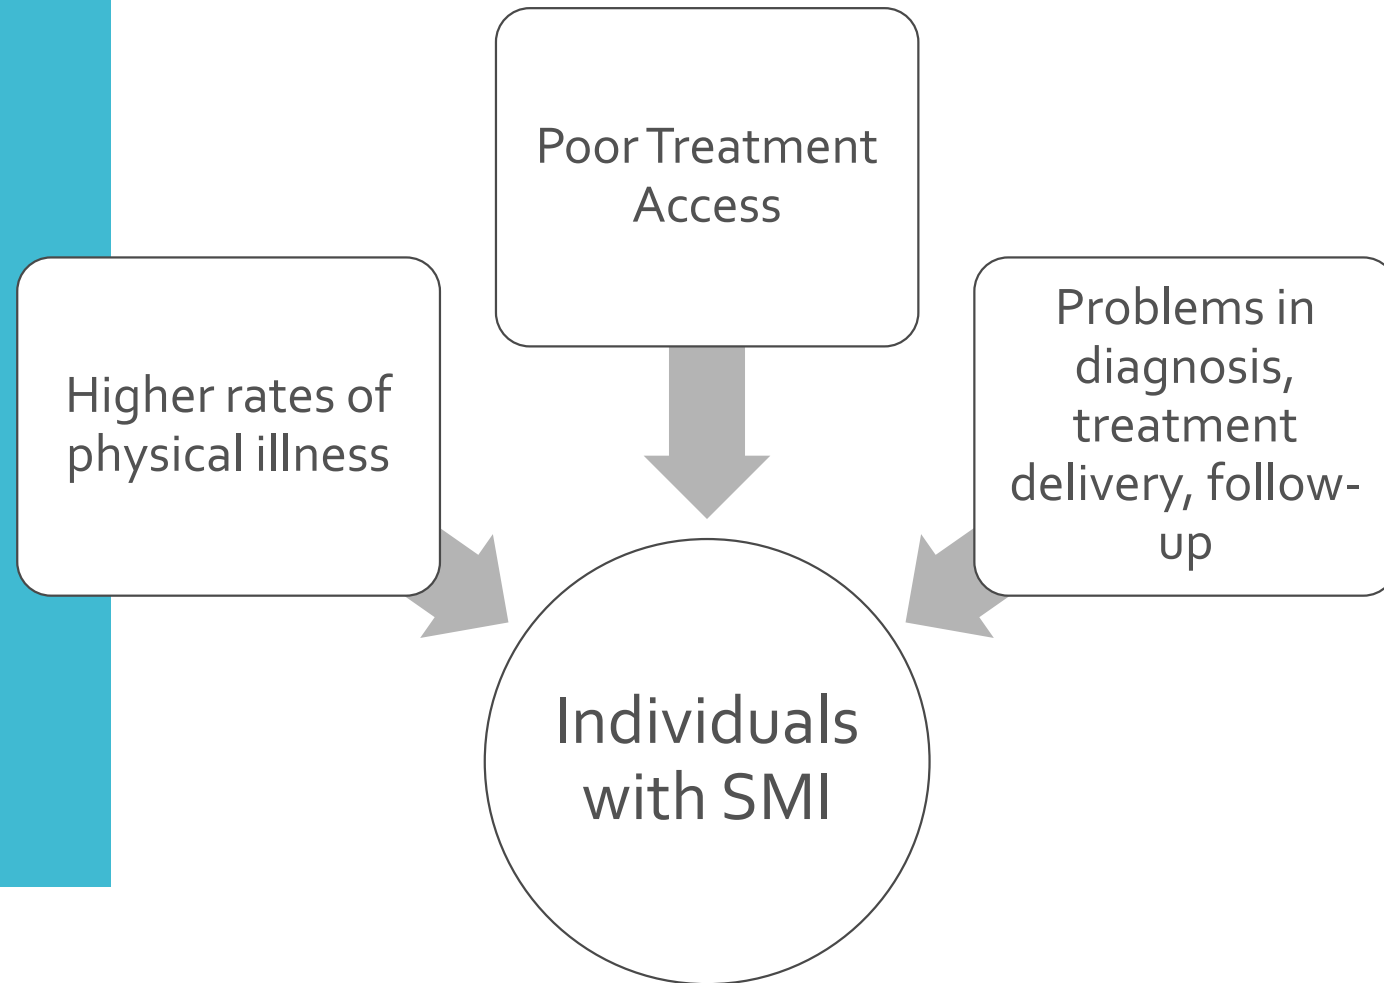 Poor Treatment
Access
Higher rates of
physical illness
Problems in
diagnosis,
treatment
delivery, follow-
up
Individuals
with SMI